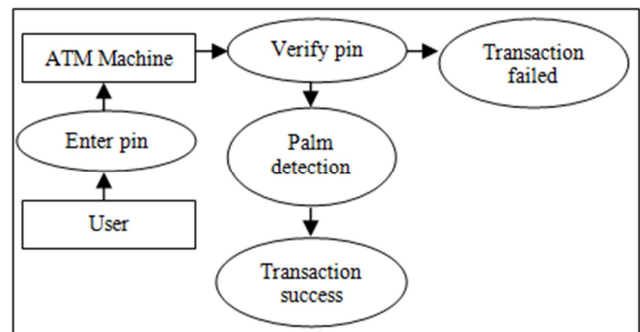 ATM Machine
Verify pin
Transaction
failed
Enter pin
Palm
detection
User
Transaction
success